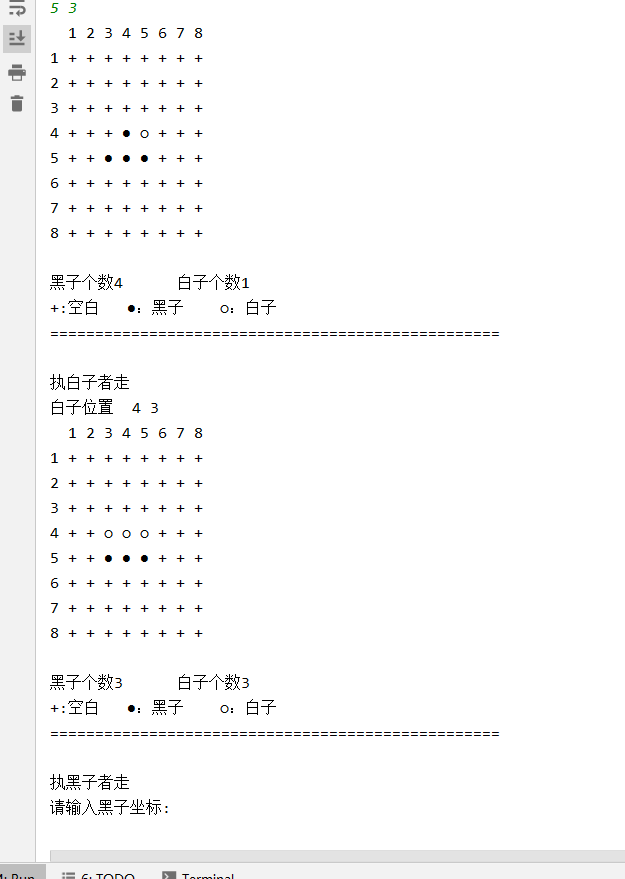 5 3
  1 2 3 4 5 6 7 8
1 + + + + + + + +
2 + + + + + + + +
3 + + + + + + + +
4 + + + ● ○ + + +
5 + + ● ● ● + + +
6 + + + + + + + +
7 + + + + + + + +
8 + + + + + + + +
黑子个数4      白子个数1
+:空白   ●: 黑子    ○: 白子
==================================================
执白子者走
白子位置  4 3
  1 2 3 4 5 6 7 8
1 + + + + + + + +
2 + + + + + + + +
3 + + + + + + + +
4 + + ○ ○ ○ + + +
5 + + ● ● ● + + +
6 + + + + + + + +
7 + + + + + + + +
8 + + + + + + + +
黑子个数3      白子个数3
+:空白   ●: 黑子    ○: 白子
==================================================
执黑子者走
请输入黑子坐标:
Run 6: TODO Terminal